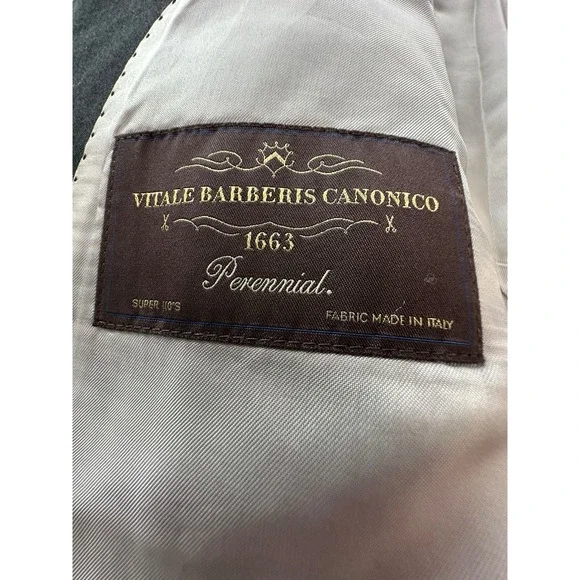 VITALE BARBERIS CANONICO
1663
Perennial.
SUPER 110'S
FABRIC MADE IN ITALY